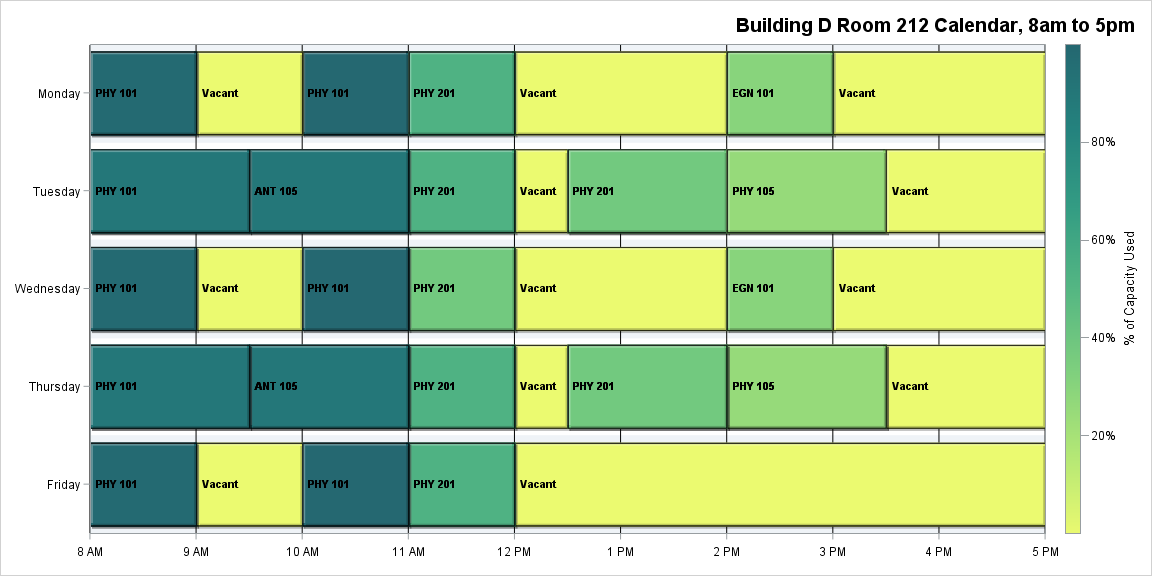 Building D Room 212 Calendar, 8am to 5pm
Monday
PHY 101
Vacant
PHY 101
PHY 201
Vacant
EGN 101
Vacant
Tuesday
PHY 101
ANT 105
PHY 201
Vacant
PHY 201
PHY 105
Vacant
Wednesday
PHY 101
Vacant
PHY 101
PHY 201
Vacant
EGN 101
Vacant
Thursday
PHY 101
ANT 105
PHY 201
Vacant
PHY 201
PHY 105
Vacant
Friday
PHY 101
Vacant
PHY 101
PHY 201
Vacant
8 AM
9 AM
10 AM
11 AM
12 PM
1 PM
2 PM
3 PM
4 PM
5 PM
80%
60%
40%
20%
% of Capacity Used